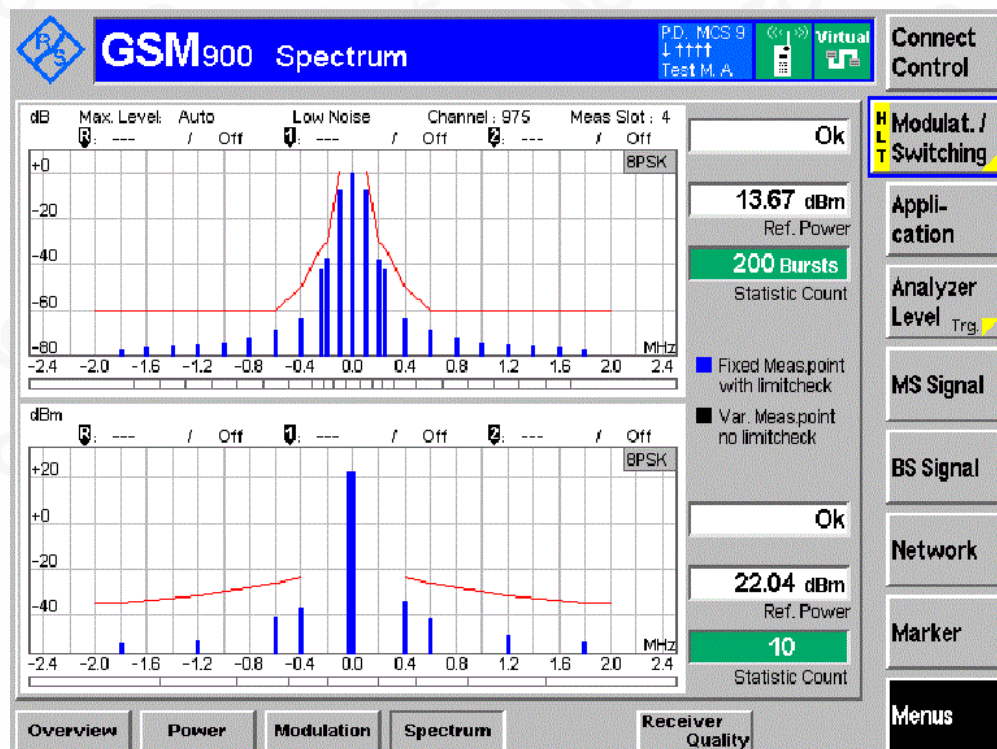 R&S
GSM900 Spectrum
P.D. MCS 9
↓ ↑↑↑↑
Test M. A
Virtual
Connect Control
dB Max. Level: Auto Low Noise Channel : 975 Meas Slot : 4
R: --- / Off 1: --- / Off 2: --- / Off
8PSK
+0
-20
-40
-60
-80
MHz
-2.4 -2.0 -1.6 -1.2 -0.8 -0.4 0.0 0.4 0.8 1.2 1.6 2.0 2.4
Ok
13.67 dBm
Ref. Power
200 Bursts
Statistic Count
Fixed Meas.point
with limitcheck
Var. Meas.point
no limitcheck
dBm
R: --- / Off 1: --- / Off 2: --- / Off
8PSK
+20
+0
-20
-40
MHz
-2.4 -2.0 -1.6 -1.2 -0.8 -0.4 0.0 0.4 0.8 1.2 1.6 2.0 2.4
Ok
22.04 dBm
Ref. Power
10
Statistic Count
HLT
Modulat. /
Switching
Appli-
cation
Analyzer
Level Trg.
MS Signal
BS Signal
Network
Marker
Menus
Overview Power Modulation Spectrum Receiver
Quality